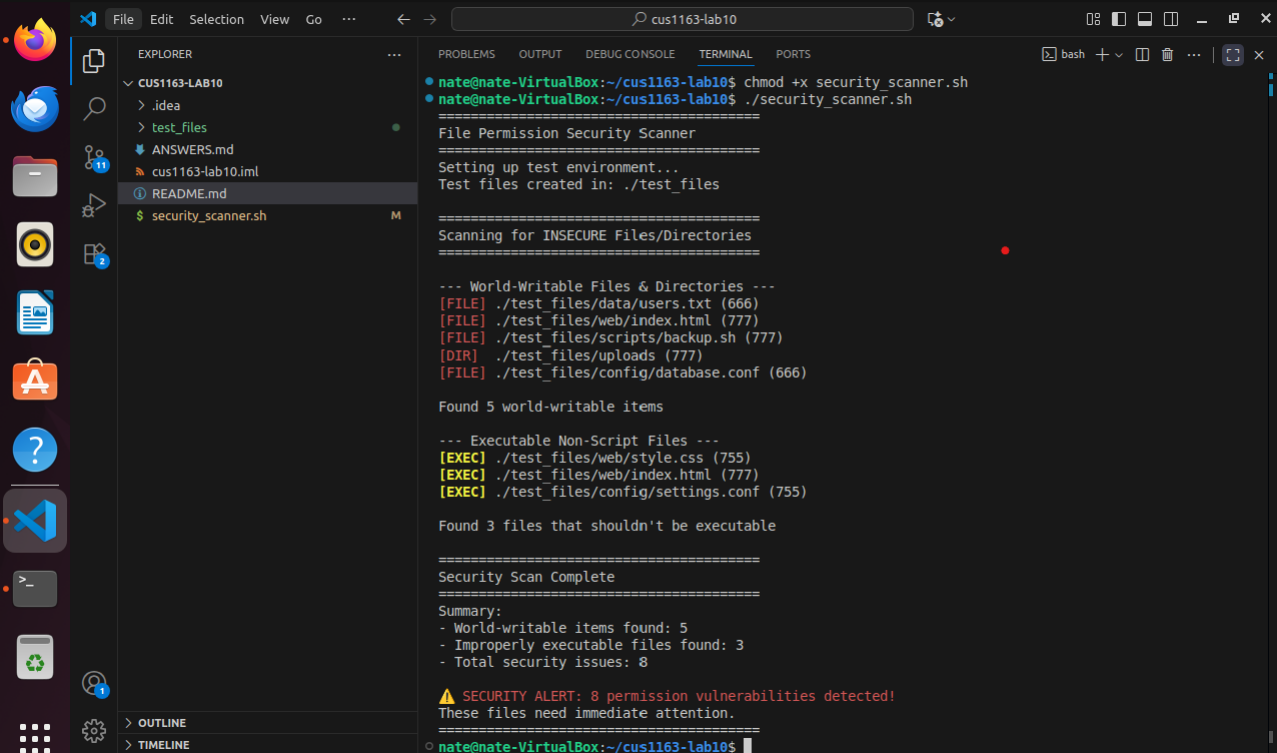 File Edit Selection View Go ··· cus1163-lab10
EXPLORER ···
CUS1163-LAB10
.idea
test_files
ANSWERS.md
cus1163-lab10.iml
README.md
$ security_scanner.sh M
11
2
1
OUTLINE
TIMELINE
PROBLEMS OUTPUT DEBUG CONSOLE TERMINAL PORTS bash ···
nate@nate-VirtualBox:~/cus1163-lab10$ chmod +x security_scanner.sh
nate@nate-VirtualBox:~/cus1163-lab10$ ./security_scanner.sh
========================================
File Permission Security Scanner
========================================
Setting up test environment...
Test files created in: ./test_files
========================================
Scanning for INSECURE Files/Directories
========================================
--- World-Writable Files & Directories ---
[FILE] ./test_files/data/users.txt (666)
[FILE] ./test_files/web/index.html (777)
[FILE] ./test_files/scripts/backup.sh (777)
[DIR]  ./test_files/uploads (777)
[FILE] ./test_files/config/database.conf (666)
Found 5 world-writable items
--- Executable Non-Script Files ---
[EXEC] ./test_files/web/style.css (755)
[EXEC] ./test_files/web/index.html (777)
[EXEC] ./test_files/config/settings.conf (755)
Found 3 files that shouldn't be executable
========================================
Security Scan Complete
========================================
Summary:
- World-writable items found: 5
- Improperly executable files found: 3
- Total security issues: 8
⚠️ SECURITY ALERT: 8 permission vulnerabilities detected!
These files need immediate attention.
========================================
nate@nate-VirtualBox:~/cus1163-lab10$